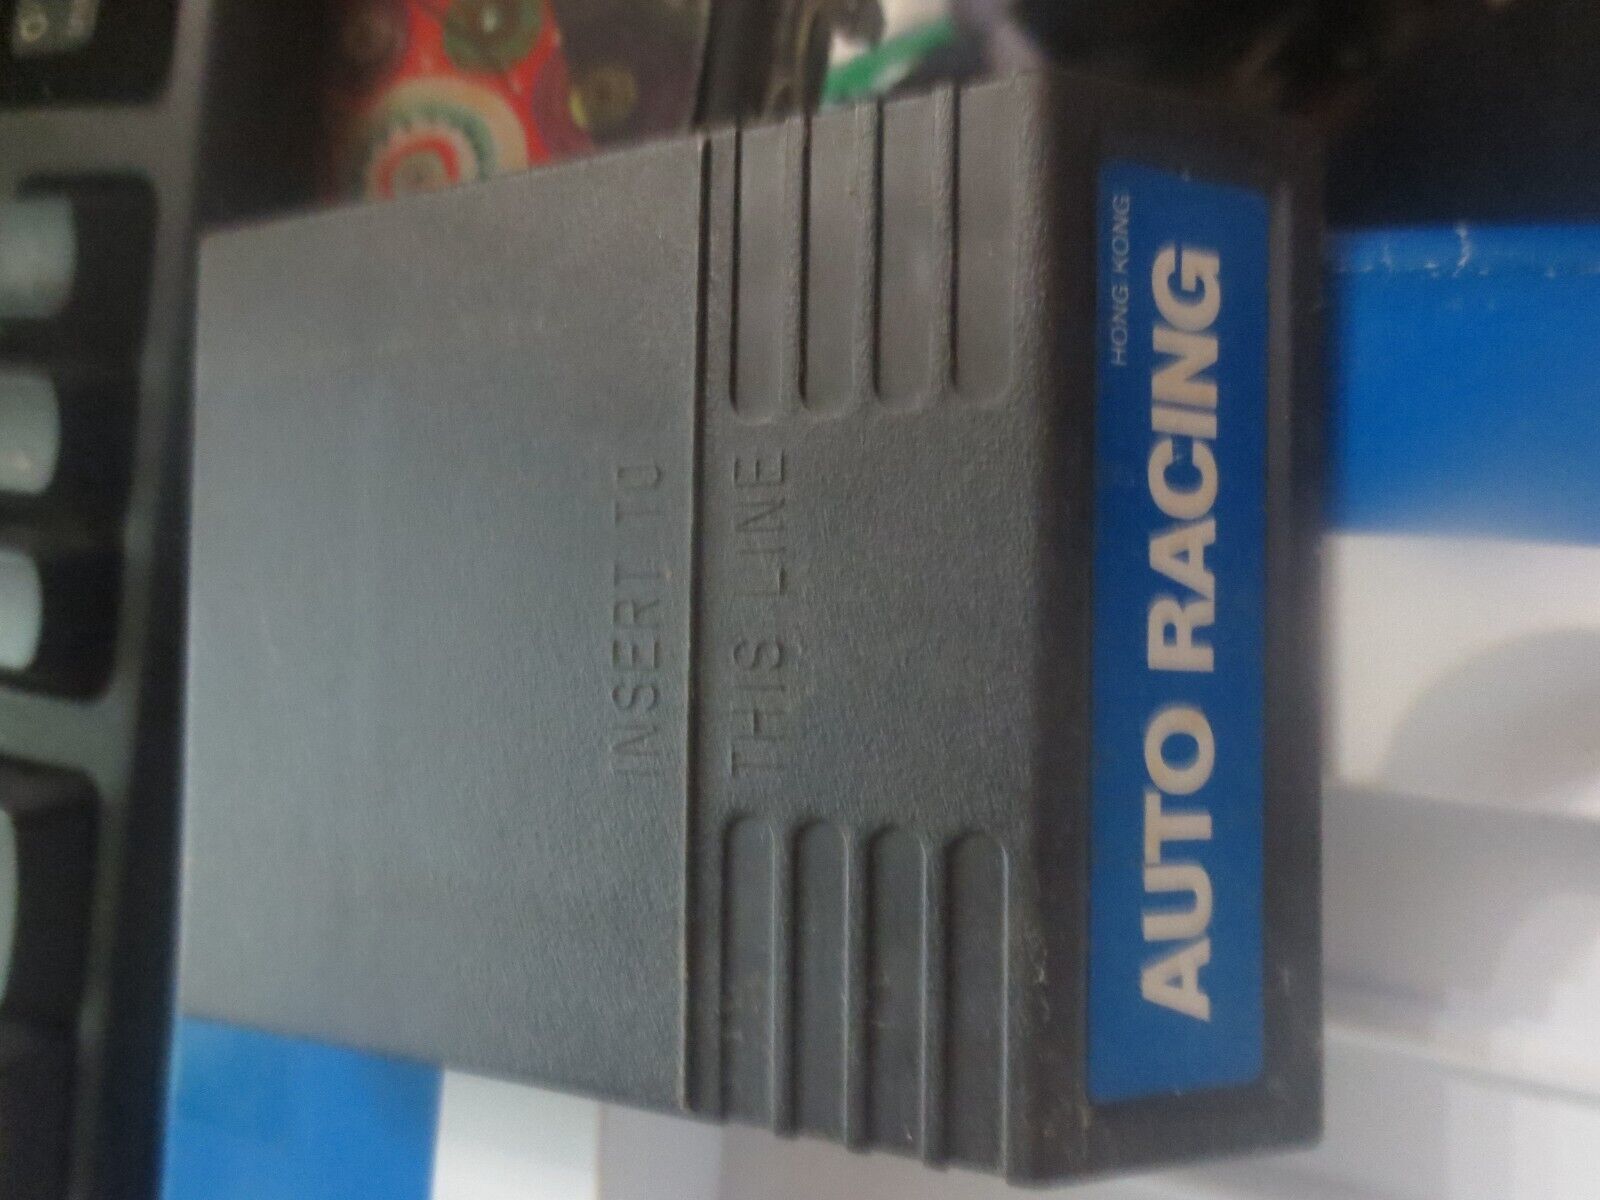 INSERT TO
THIS LINE
HONG KONG
AUTO RACING